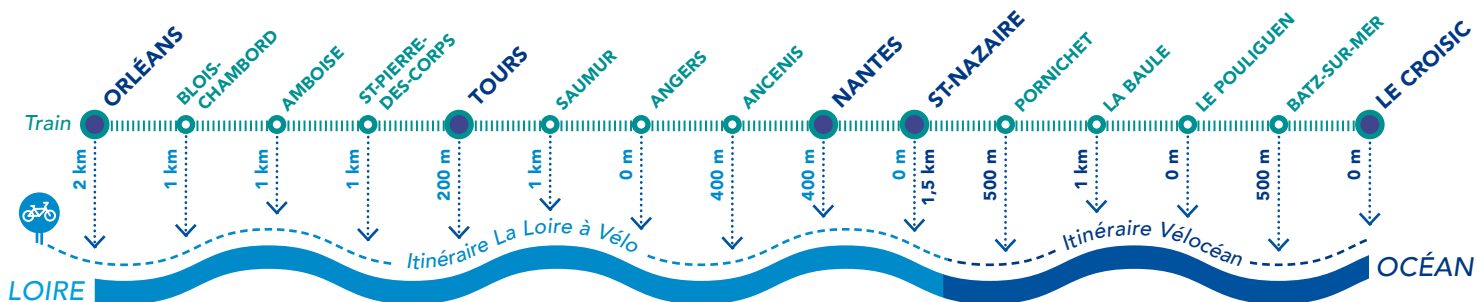 ORLÉANS
BLOIS-
CHAMBORD
AMBOISE
ST-PIERRE-
DES-CORPS
TOURS
SAUMUR
ANGERS
ANCENIS
NANTES
ST-NAZAIRE
PORNICHET
LA BAULE
LE POULIGUEN
BATZ-SUR-MER
LE CROISIC
Train
2 km
1 km
1 km
1 km
200 m
1 km
0 m
400 m
400 m
0 m
1,5 km
500 m
1 km
0 m
500 m
0 m
Itinéraire La Loire à Vélo
Itinéraire Vélocéan
LOIRE
OCÉAN